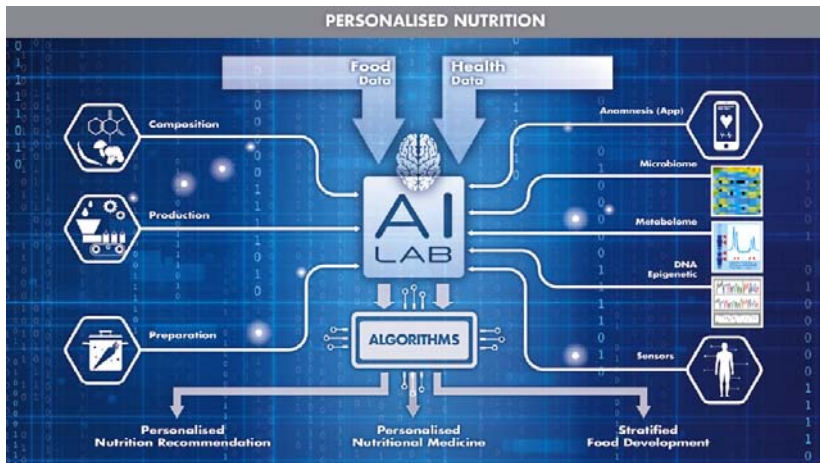 PERSONALISED NUTRITION
Food
Data
Health
Data
Composition
Production
Preparation
Anamnesis (App)
Microbiome
Metabolome
DNA
Epigenetic
Sensors
AI
LAB
ALGORITHMS
Personalised
Nutrition Recommendation
Personalised
Nutritional Medicine
Stratified
Food Development